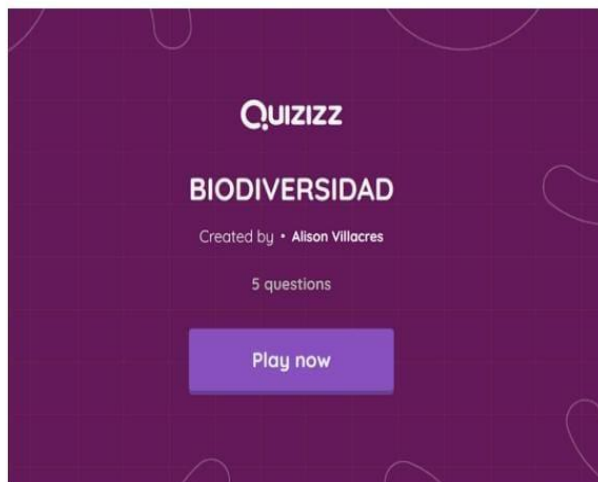 Quizizz
BIODIVERSIDAD
Created by • Alison Villacres
5 questions
Play now